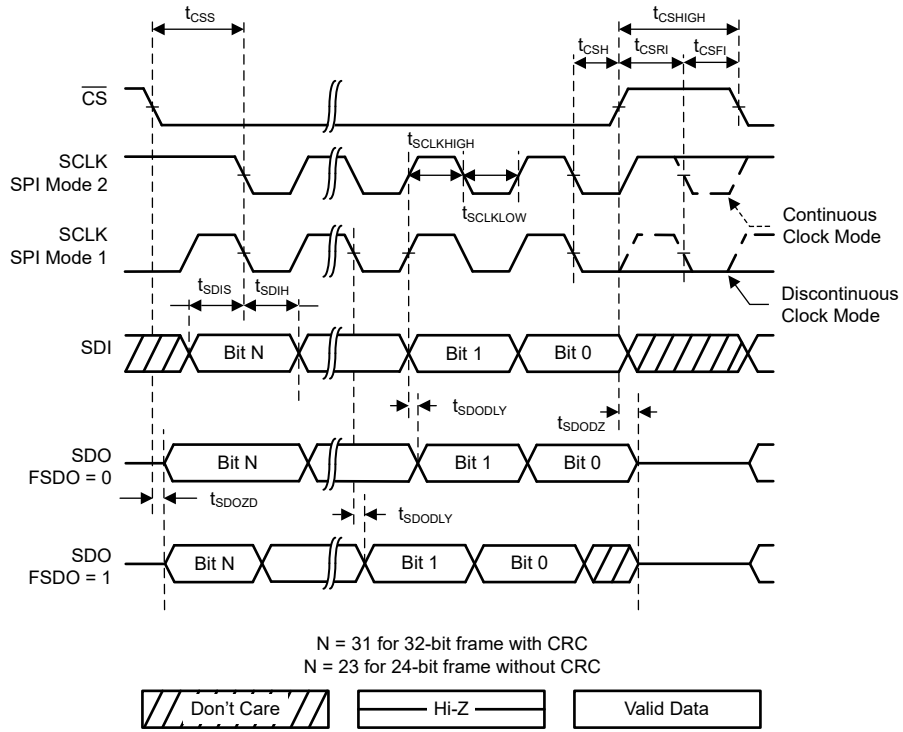 tCSS
tCSHIGH
tCSH
tCSRI
tCSFI
CS
SCLK
SPI Mode 2
tSCLKHIGH
tSCLKLOW
Continuous
Clock Mode
SCLK
SPI Mode 1
Discontinuous
Clock Mode
tSDIS
tSDIH
SDI
Bit N
Bit 1
Bit 0
tSDODLY
tSDODZ
SDO
FSDO = 0
Bit N
Bit 1
Bit 0
tSDOZD
tSDODLY
SDO
FSDO = 1
Bit N
Bit 1
Bit 0
N = 31 for 32-bit frame with CRC
N = 23 for 24-bit frame without CRC
Don't Care
Hi-Z
Valid Data